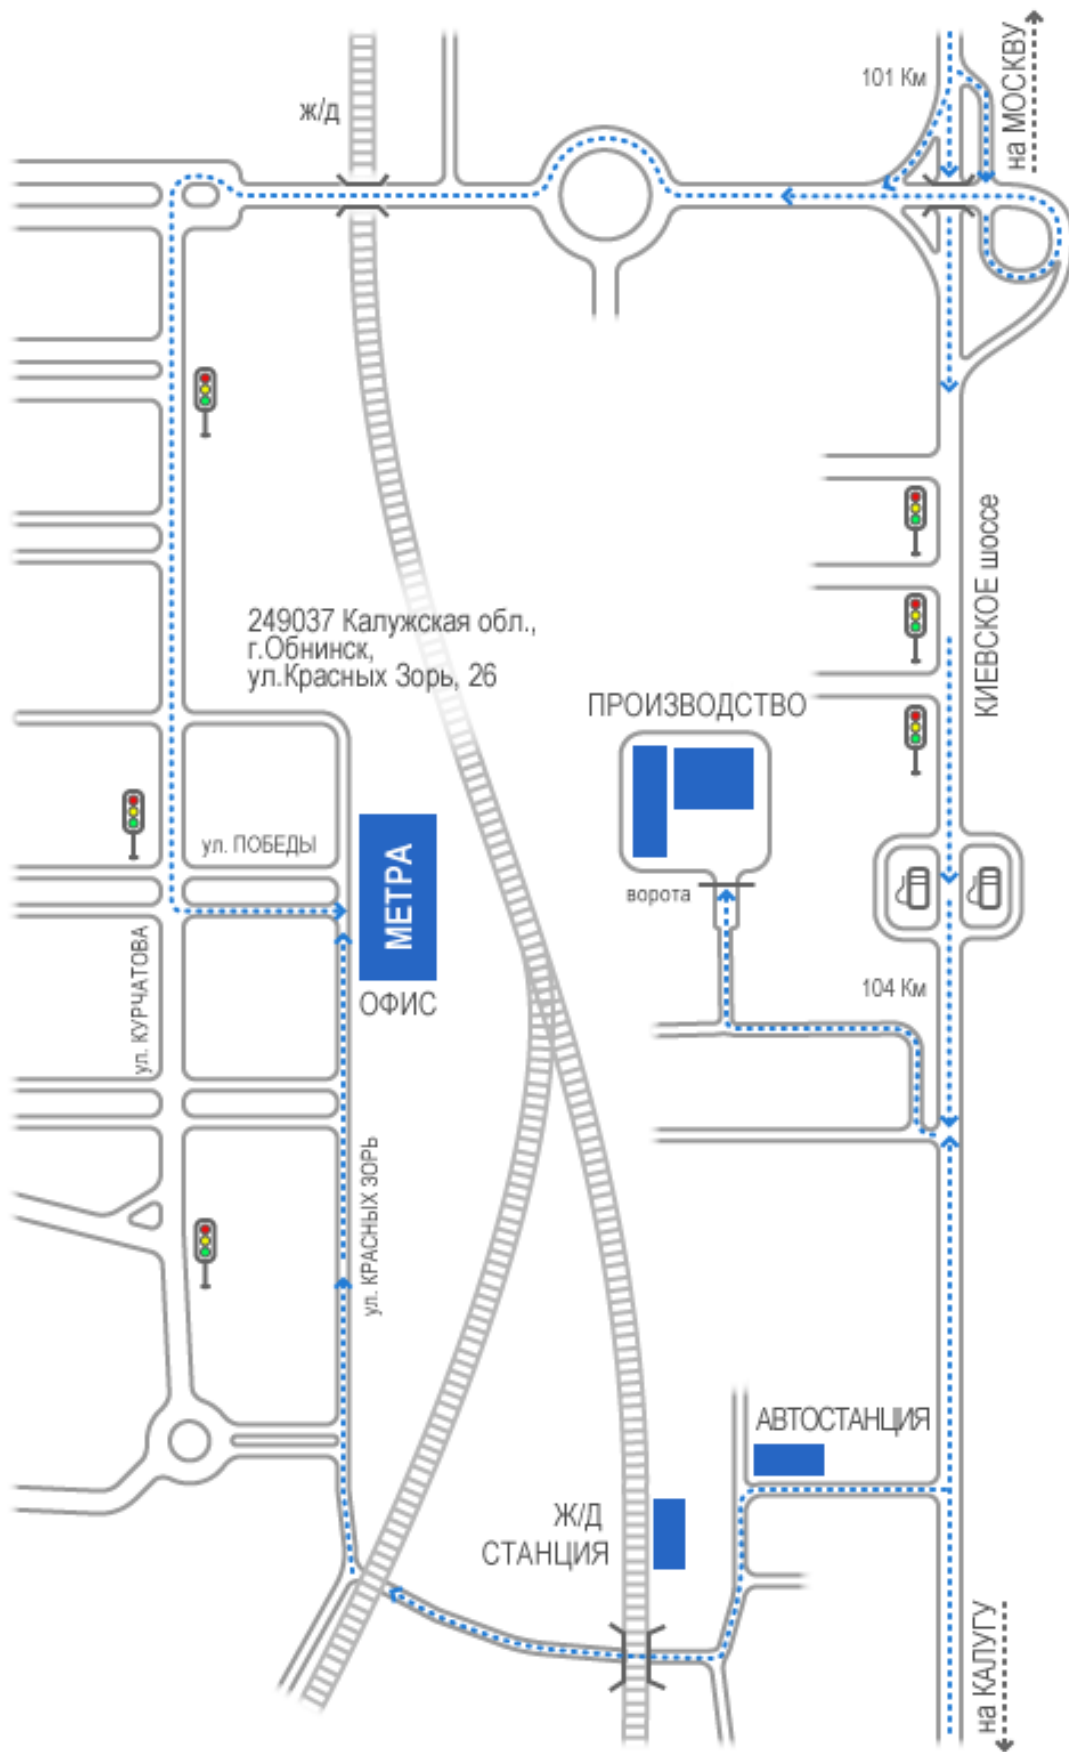 на МОСКВУ
101 Км
ж/д
КИЕВСКОЕ шоссе
249037 Калужская обл.,
г.Обнинск,
ул.Красных Зорь, 26
ПРОИЗВОДСТВО
ул. ПОБЕДЫ
МЕТРА
ворота
ул. КУРЧАТОВА
104 Км
ОФИС
ул. КРАСНЫХ ЗОРЬ
АВТОСТАНЦИЯ
Ж/Д
СТАНЦИЯ
на КАЛУГУ